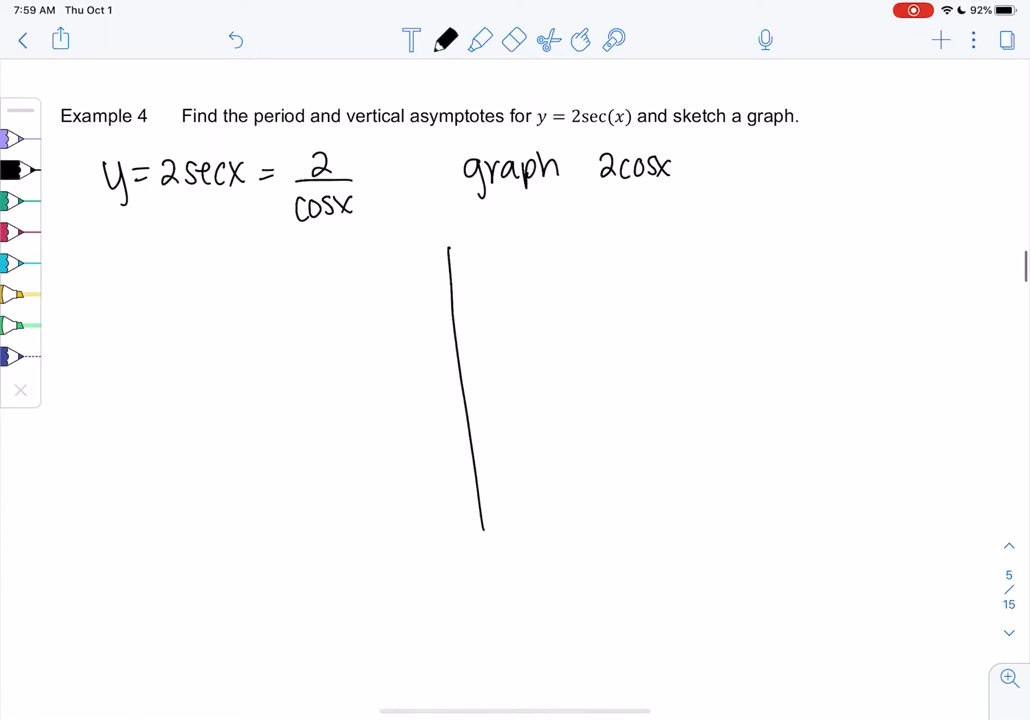 7:59 AM Thu Oct 1 92%
T
Example 4 Find the period and vertical asymptotes for y = 2sec(x) and sketch a graph.
y = 2secx = 2/cosx graph 2cosx
5
/
15